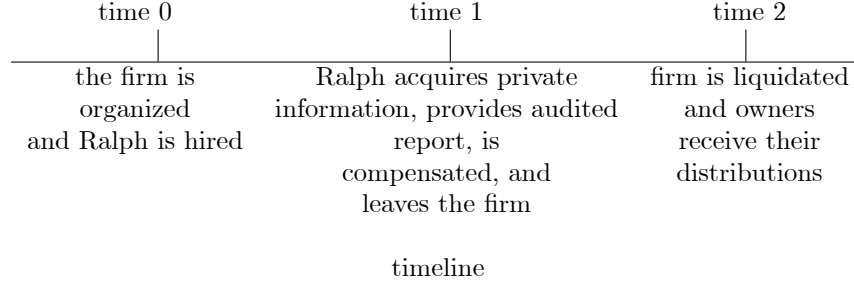 time 0 time 1 time 2
the firm is Ralph acquires private firm is liquidated
organized information, provides audited and owners
and Ralph is hired report, is receive their
compensated, and distributions
leaves the firm
timeline